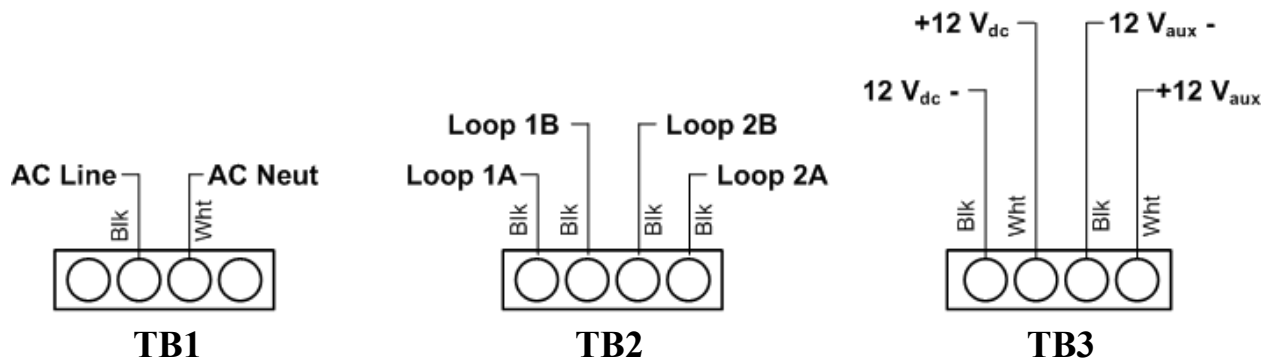 AC Line
AC Neut
Blk
Wht
TB1
Loop 1B
Loop 2B
Loop 1A
Loop 2A
Blk
Blk
Blk
Blk
TB2
+12 Vdc
12 Vaux -
12 Vdc -
+12 Vaux
Blk
Wht
Blk
Wht
TB3